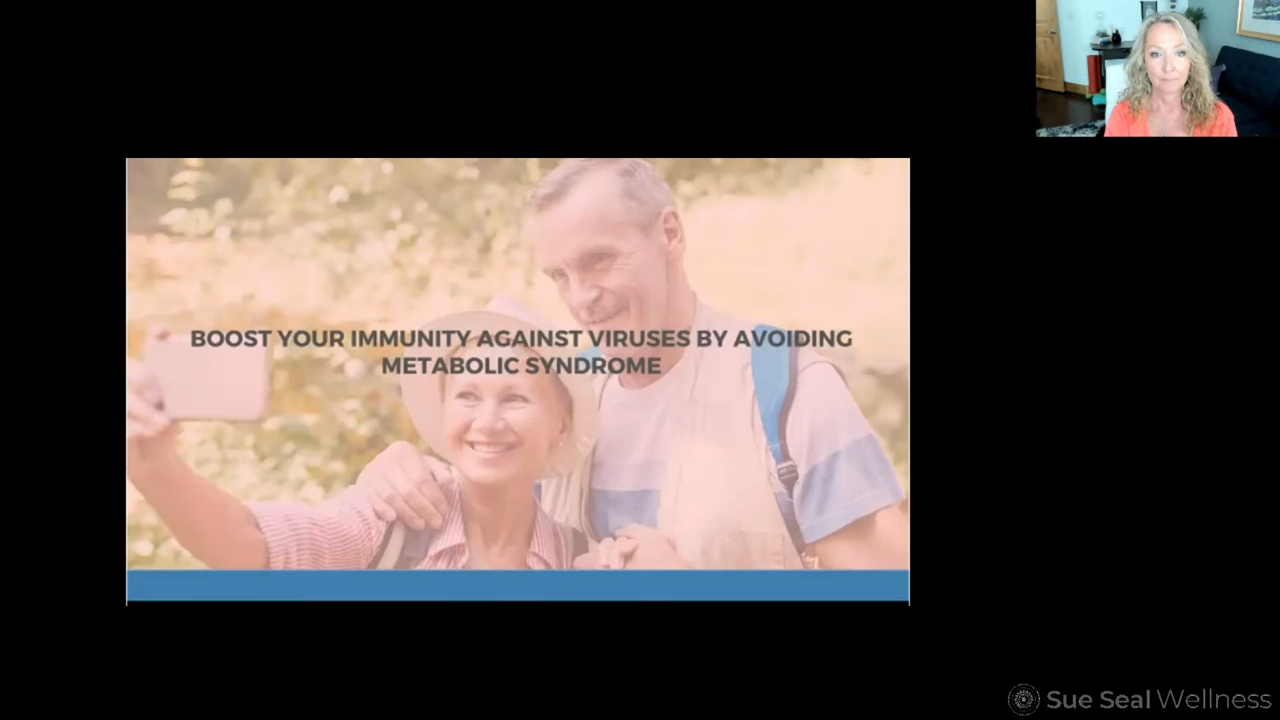 BOOST YOUR IMMUNITY AGAINST VIRUSES BY AVOIDING
METABOLIC SYNDROME
Sue Seal Wellness